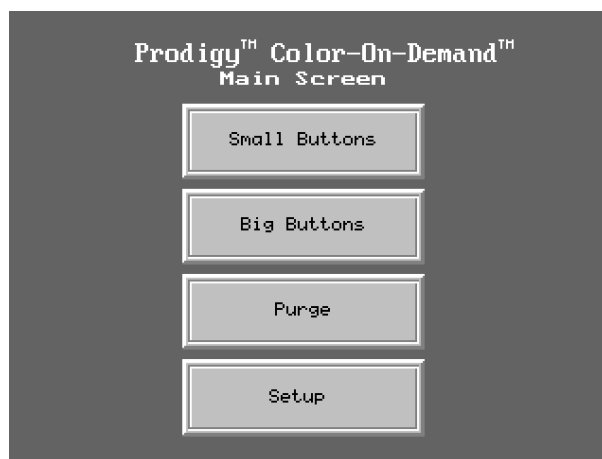 Prodigy™ Color-On-Demand™
Main Screen
Small Buttons
Big Buttons
Purge
Setup